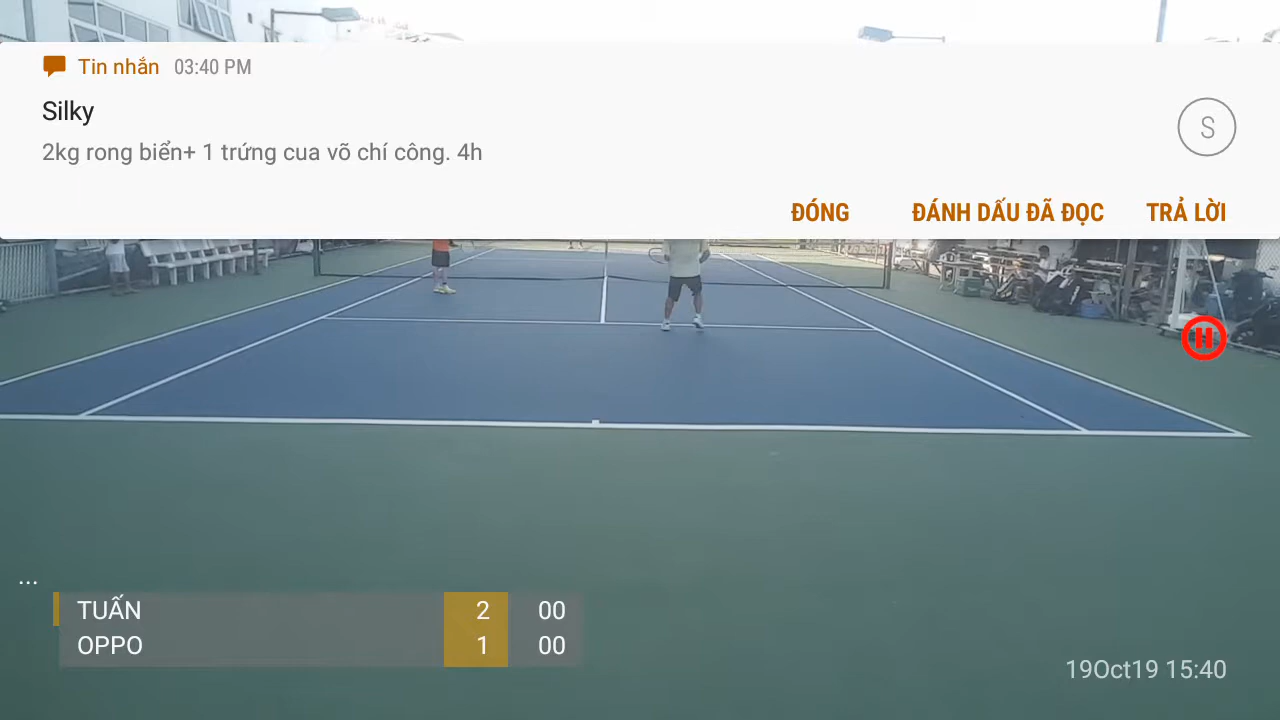 Tin nhắn 03:40 PM
Silky
S
2kg rong biển+ 1 trứng cua võ chí công. 4h
ĐÓNG ĐÁNH DẤU ĐÃ ĐỌC TRẢ LỜI
...
TUẤN 2 00
OPPO 1 00
19Oct19 15:40